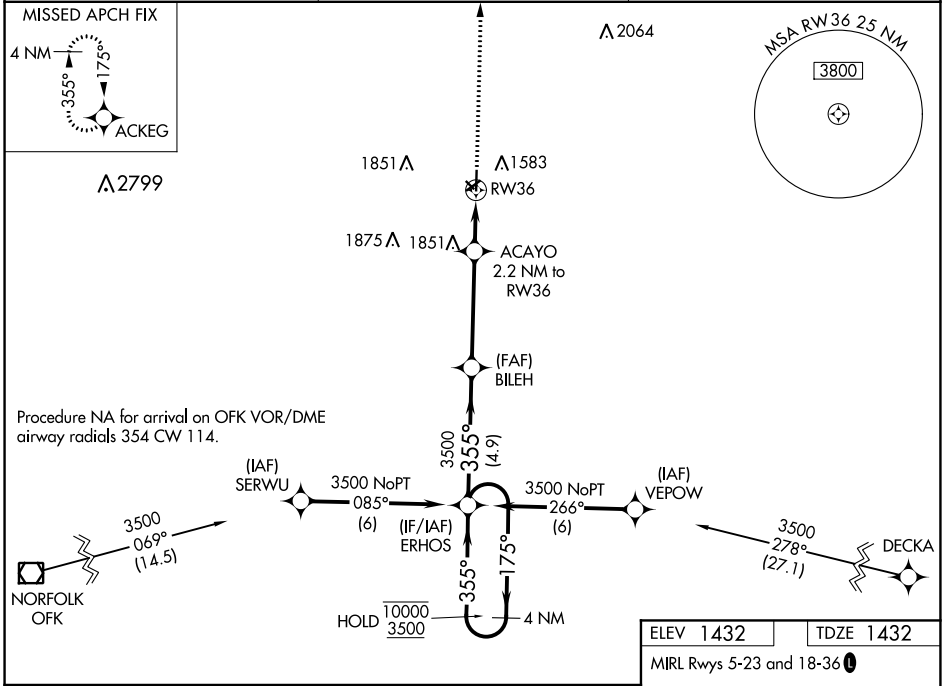 MISSED APCH FIX
4 NM
355°
175°
ACKEG
2799
2064
MSA RW36 25 NM
3800
1851
1583
RW36
1875
1851
ACAYO
2.2 NM to
RW36
(FAF)
BILEH
Procedure NA for arrival on OFK VOR/DME
airway radials 354 CW 114.
3500
355°
(4.9)
(IAF)
SERWU
3500 NoPT
085°
(6)
(IF/IAF)
ERHOS
3500 NoPT
266°
(6)
(IAF)
VEPOW
3500
069°
(14.5)
NORFOLK
OFK
3500
278°
(27.1)
DECKA
355°
175°
HOLD
10000
3500
4 NM
ELEV 1432
TDZE 1432
MIRL Rwys 5-23 and 18-36 L